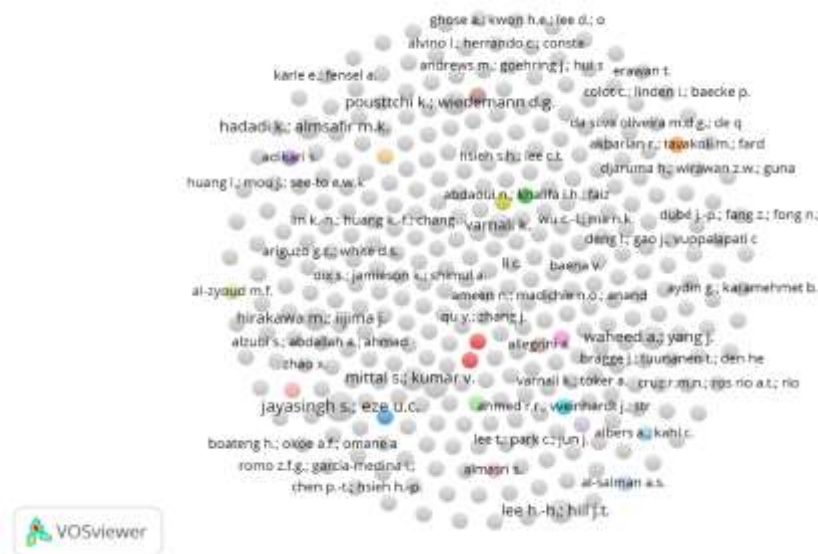 ghose a.; kwon h.e.; lee d.; o
alvino l.; herrando c.; conste
andrews m.; goehring j.; hui s
karle e.; fensel a.
erawan t.
colot c.; linden i.; baecke p.
pousttchi k.; wiedemann d.g.
hadadi k.; almsafir m.k.
da silva oliveira m.d.g.; de q
akbarian r.; tavakoli m.; fard
adikari s.
hsieh s.h.; lee c.t.
djaruma h.; wirawan z.w.; guna
huang l.; mou j.; see-to e.w.k
abdaoui n.; khalifa i.h.; faiz
lin k.-n.; huang k.-f.; chang
varnali k.
wu c.-l.; ma n.k.
dubé j.-p.; fang z.; fong n.;
deng l.; gao j.; vuppalapati c
ariguzo g.c.; white d.s.
li c.
baena v.
dix s.; jamieson k.; shimul a.
al-zyoud m.f.
ameen n.; madichie n.o.; anand
aydin g.; karamehmet b.
hirakawa m.; iijima j.
qu y.; zhang j.
alzubi s.; abdallah a.; ahmad
allegrini a.
waheed a.; yang j.
zhao x.
bragge j.; tuunanen t.; den he
mittal s.; kumar v.
varnali k.; toker a.
cruz r.m.n.; ros rio a.t.; rio
jayasingh s.; eze u.c.
ahmed r.r.; vveinhardt j.; str
boateng h.; okoe a.f.; omane a
lee t.; park c.; jun j.
albers a.; kahl c.
romo z.f.g.; garcia-medina i.;
almasri s.
chen p.-t.; hsieh h.-p.
al-salman a.s.
lee h.-h.; hill j.t.
VOSviewer